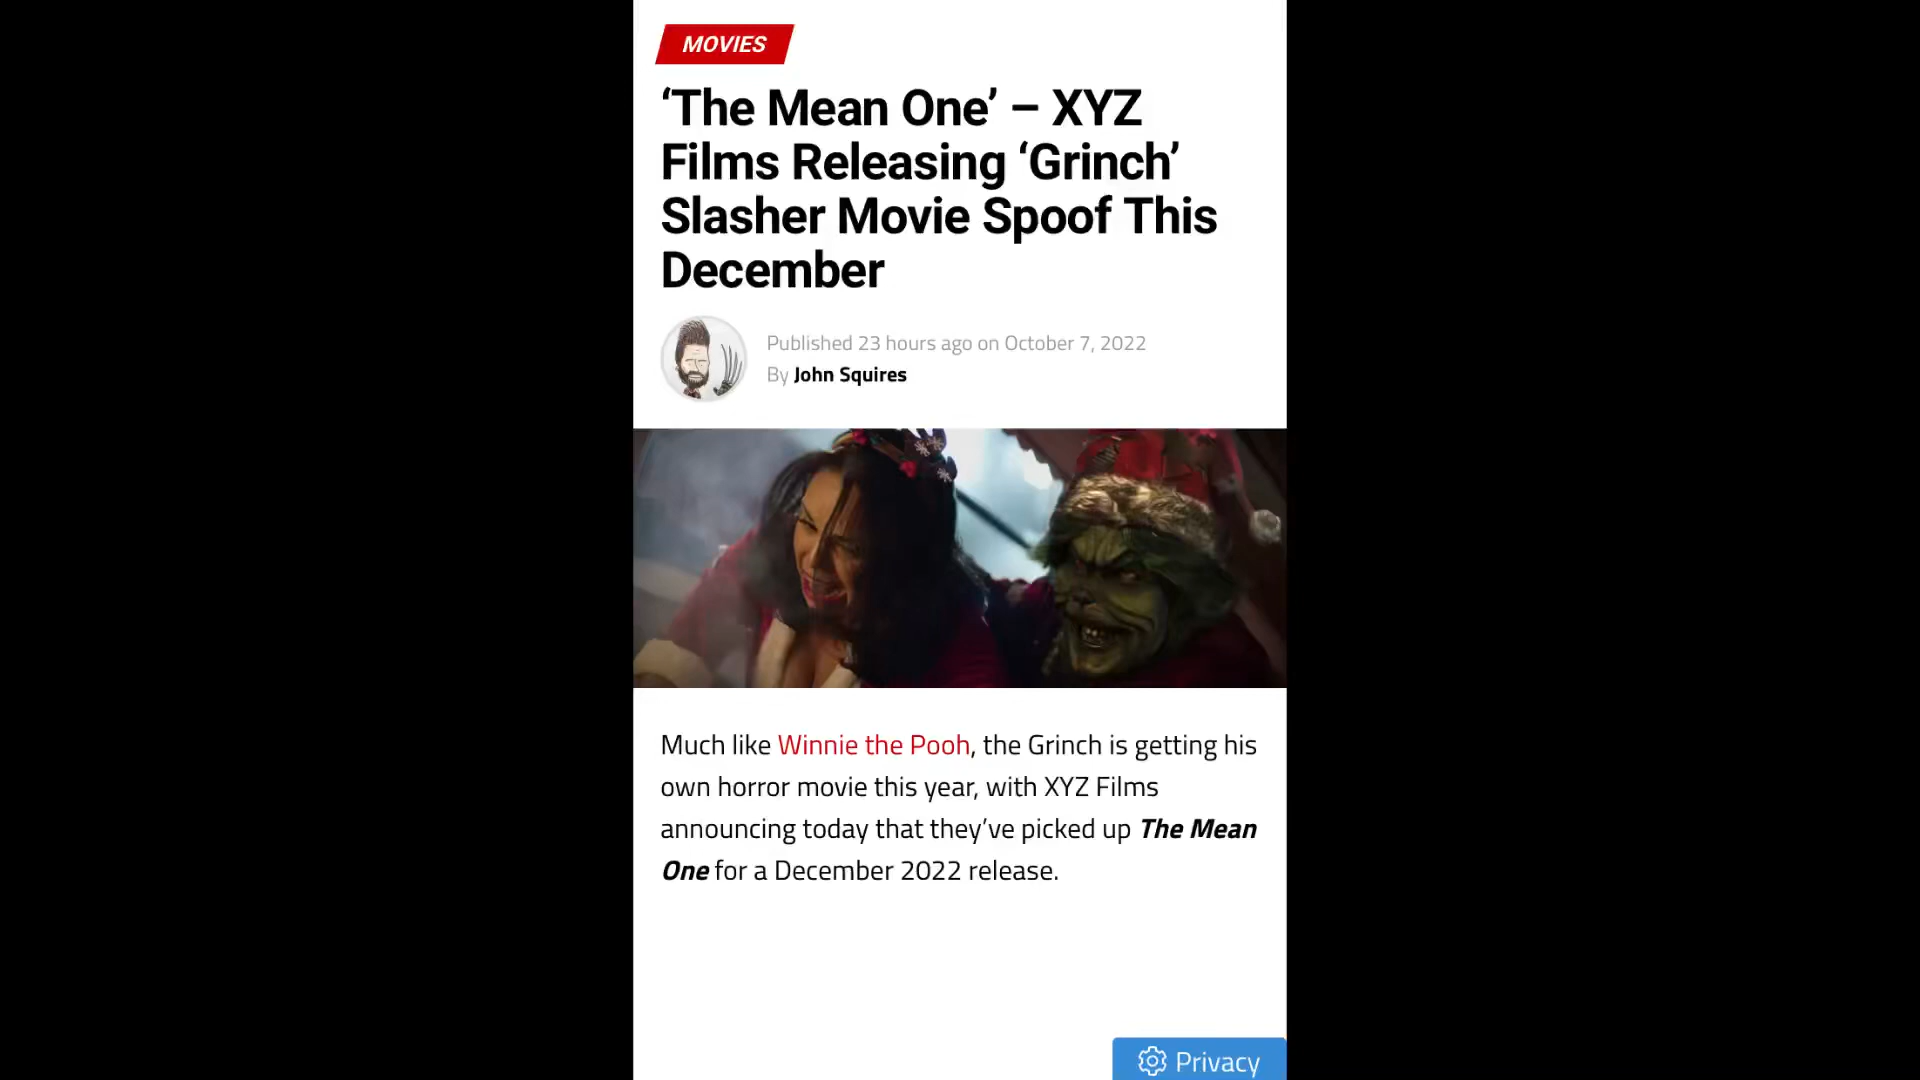 MOVIES
‘The Mean One’ – XYZ
Films Releasing ‘Grinch’
Slasher Movie Spoof This
December
Published 23 hours ago on October 7, 2022
By John Squires
Much like Winnie the Pooh, the Grinch is getting his
own horror movie this year, with XYZ Films
announcing today that they’ve picked up The Mean
One for a December 2022 release.
Privacy